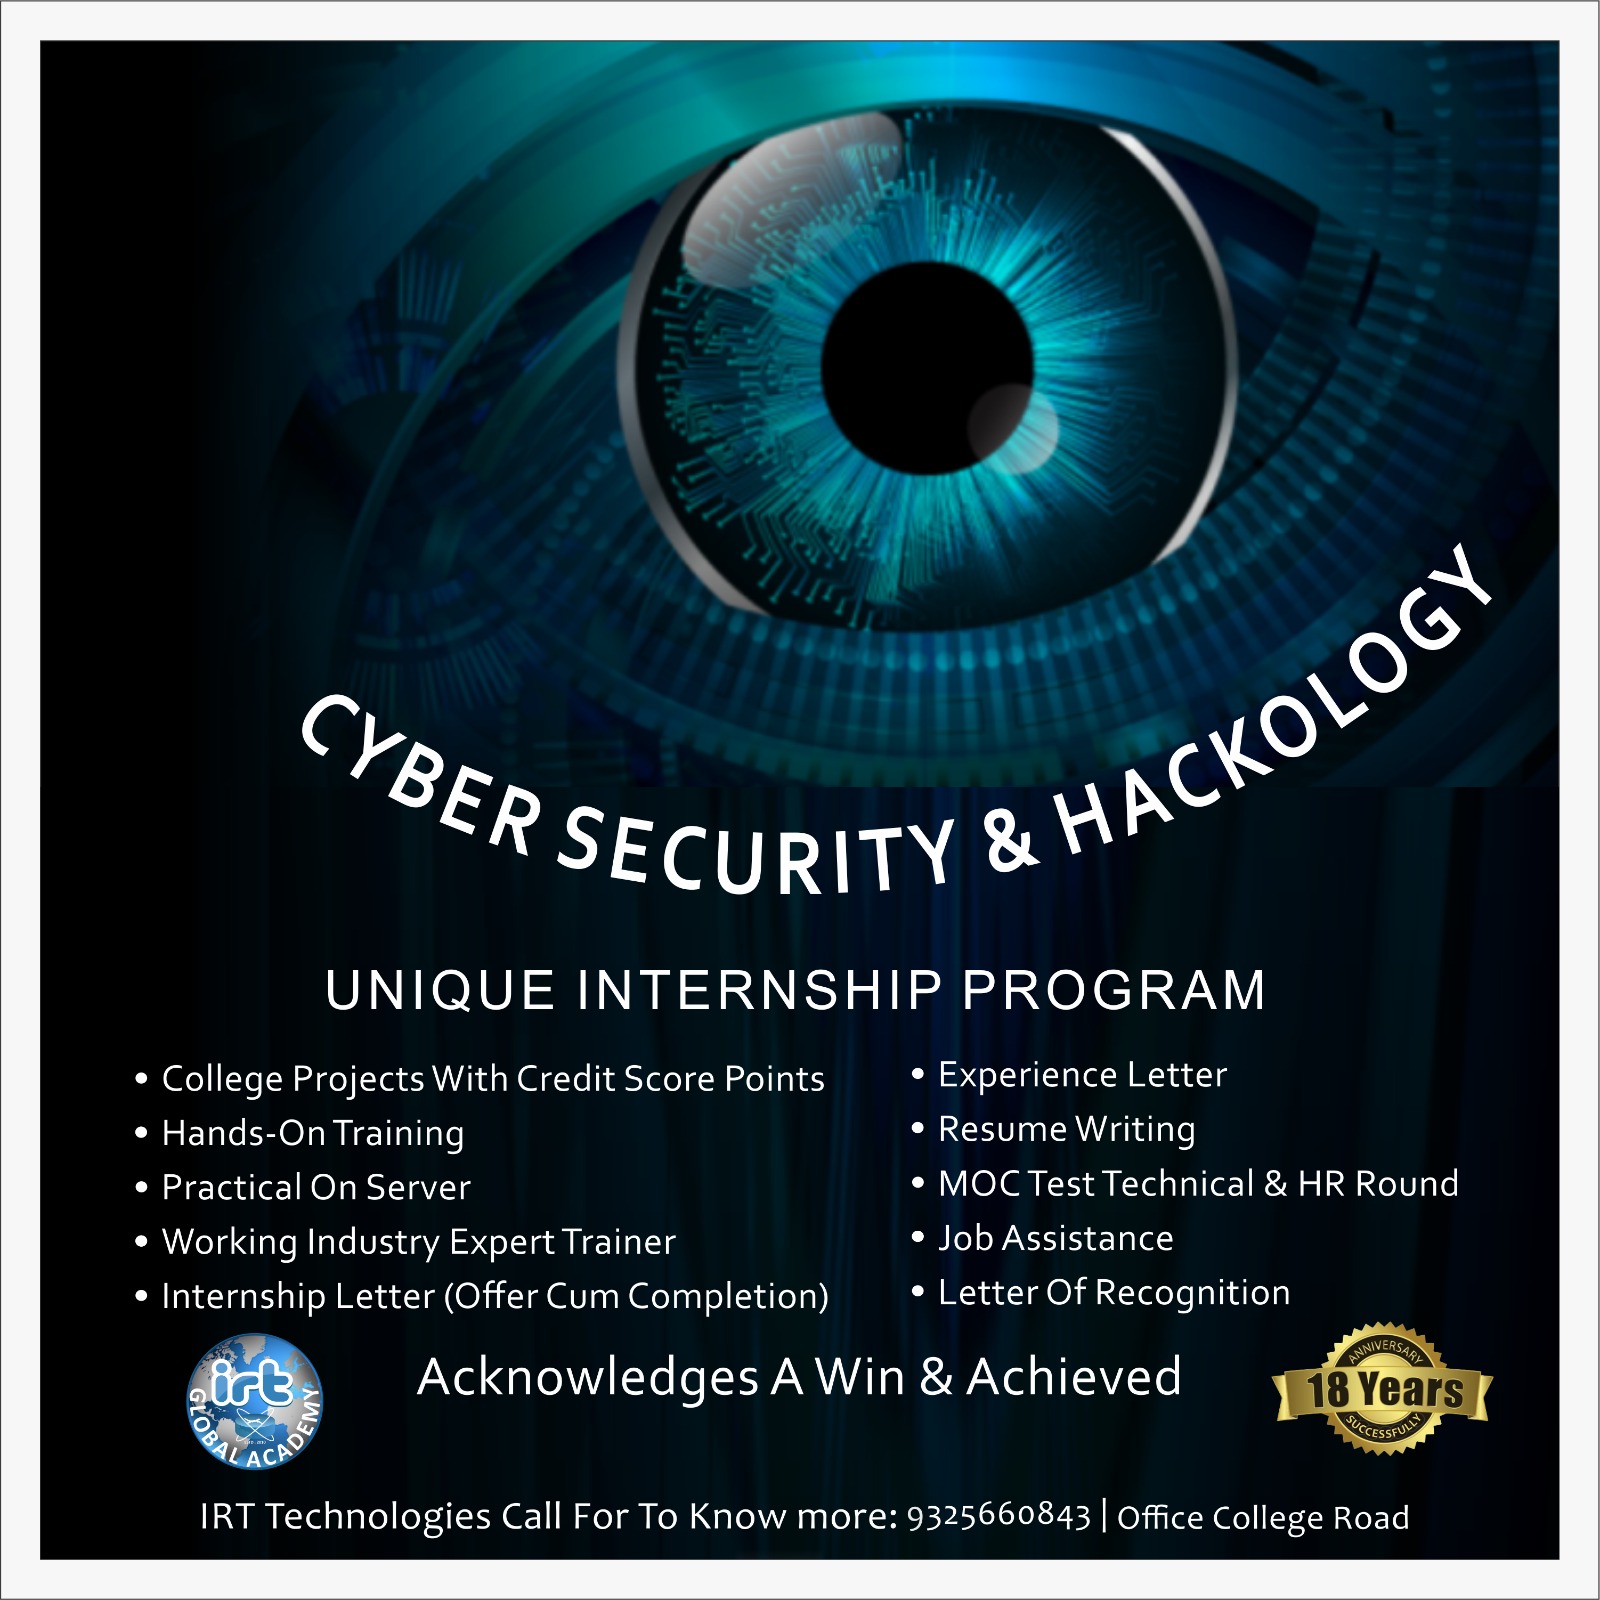 CYBER SECURITY & HACKOLOGY
UNIQUE INTERNSHIP PROGRAM
• College Projects With Credit Score Points
• Hands-On Training
• Practical On Server
• Working Industry Expert Trainer
• Internship Letter (Offer Cum Completion)
• Experience Letter
• Resume Writing
• MOC Test Technical & HR Round
• Job Assistance
• Letter Of Recognition
irt
GLOBAL ACADEMY
Acknowledges A Win & Achieved
ANNIVERSARY
18 Years
SUCCESSFULLY
IRT Technologies Call For To Know more: 9325660843 | Office College Road